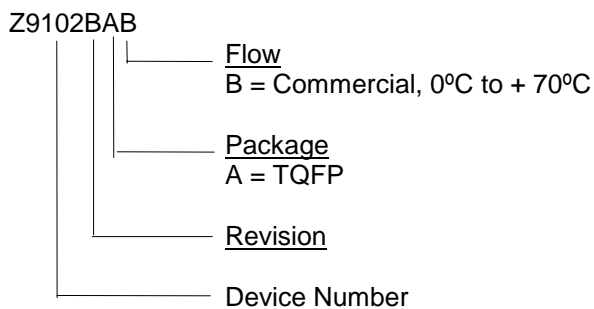 Z9102BAB
Flow
B = Commercial, 0ºC to + 70ºC
Package
A = TQFP
Revision
Device Number